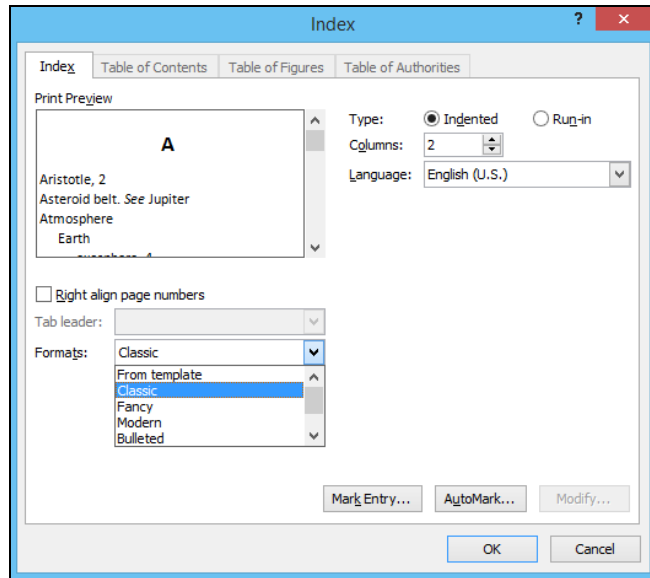 Index
? ×
Index Table of Contents Table of Figures Table of Authorities
Print Preview
A
Aristotle, 2
Asteroid belt. See Jupiter
Atmosphere
Earth
Type: Indented Run-in
Columns: 2
Language: English (U.S.)
Right align page numbers
Tab leader:
Formats: Classic
From template
Classic
Fancy
Modern
Bulleted
Mark Entry... AutoMark... Modify...
OK Cancel